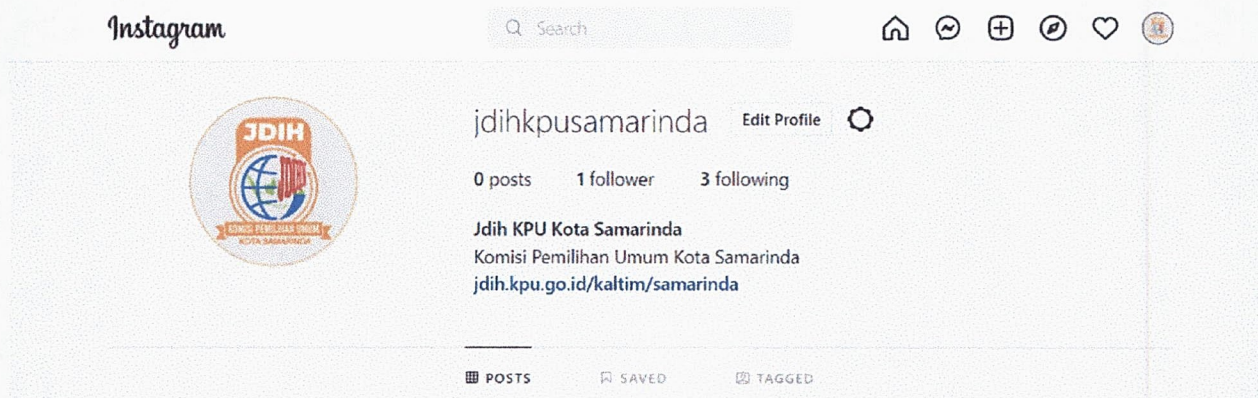 Instagram
Search
JDIH
KOMISI PEMILIHAN UMUM
KOTA SAMARINDA
jdihkpusamarinda Edit Profile
0 posts 1 follower 3 following
Jdih KPU Kota Samarinda
Komisi Pemilihan Umum Kota Samarinda
jdih.kpu.go.id/kaltim/samarinda
POSTS SAVED TAGGED